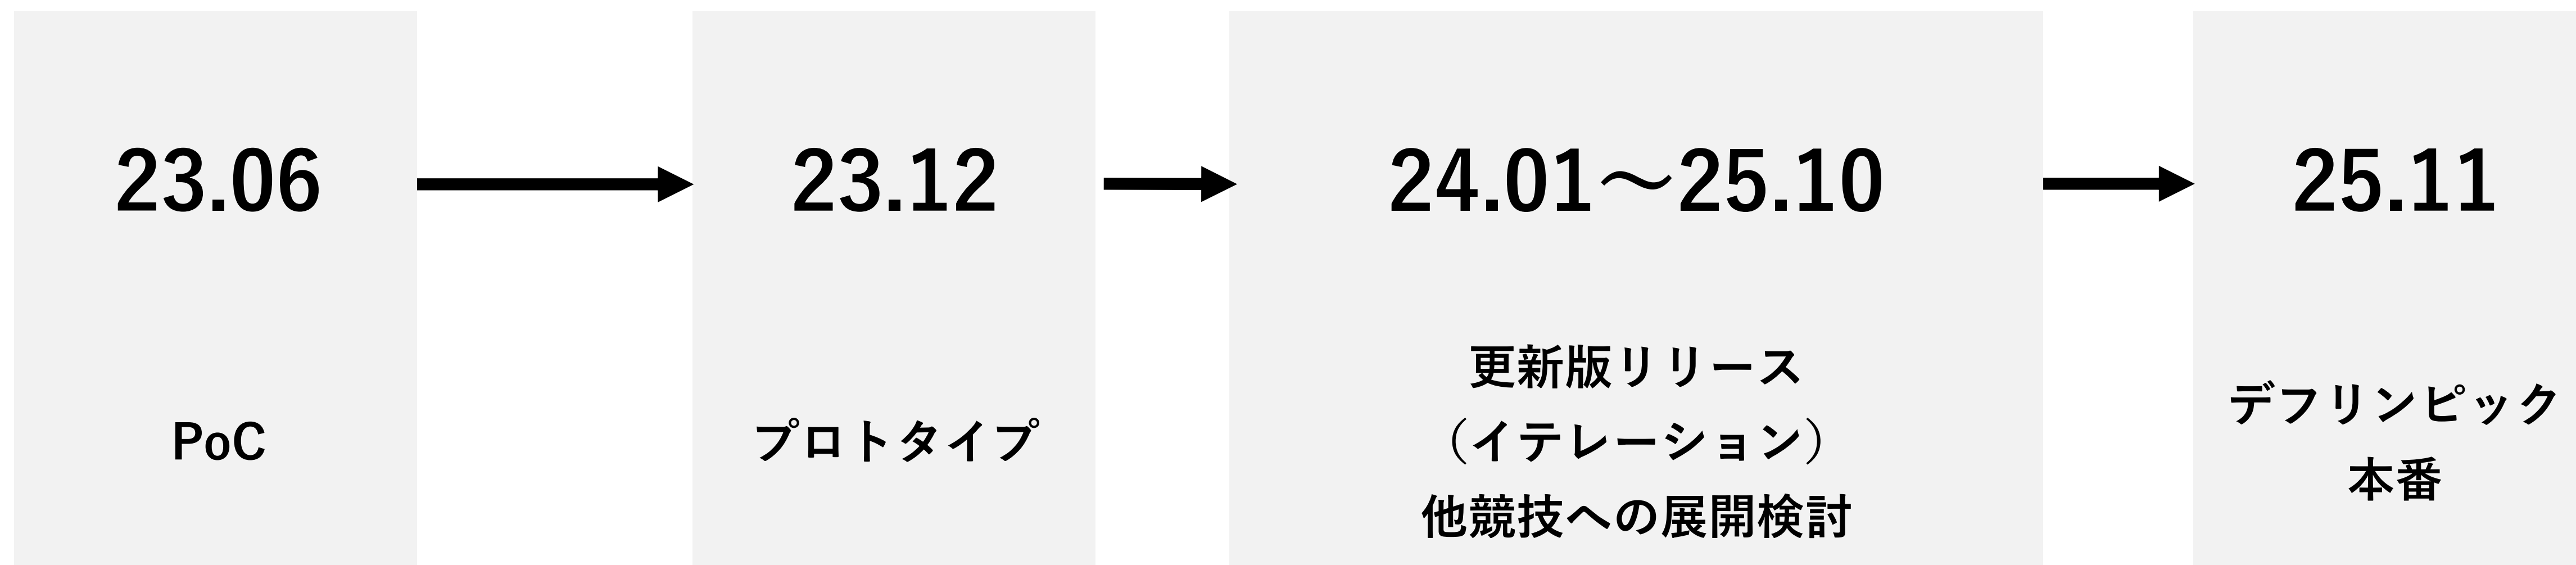 23.06
PoC
23.12
プロトタイプ
24.01～25.10
更新版リリース
（イテレーション）
他競技への展開検討
25.11
デフリンピック
本番